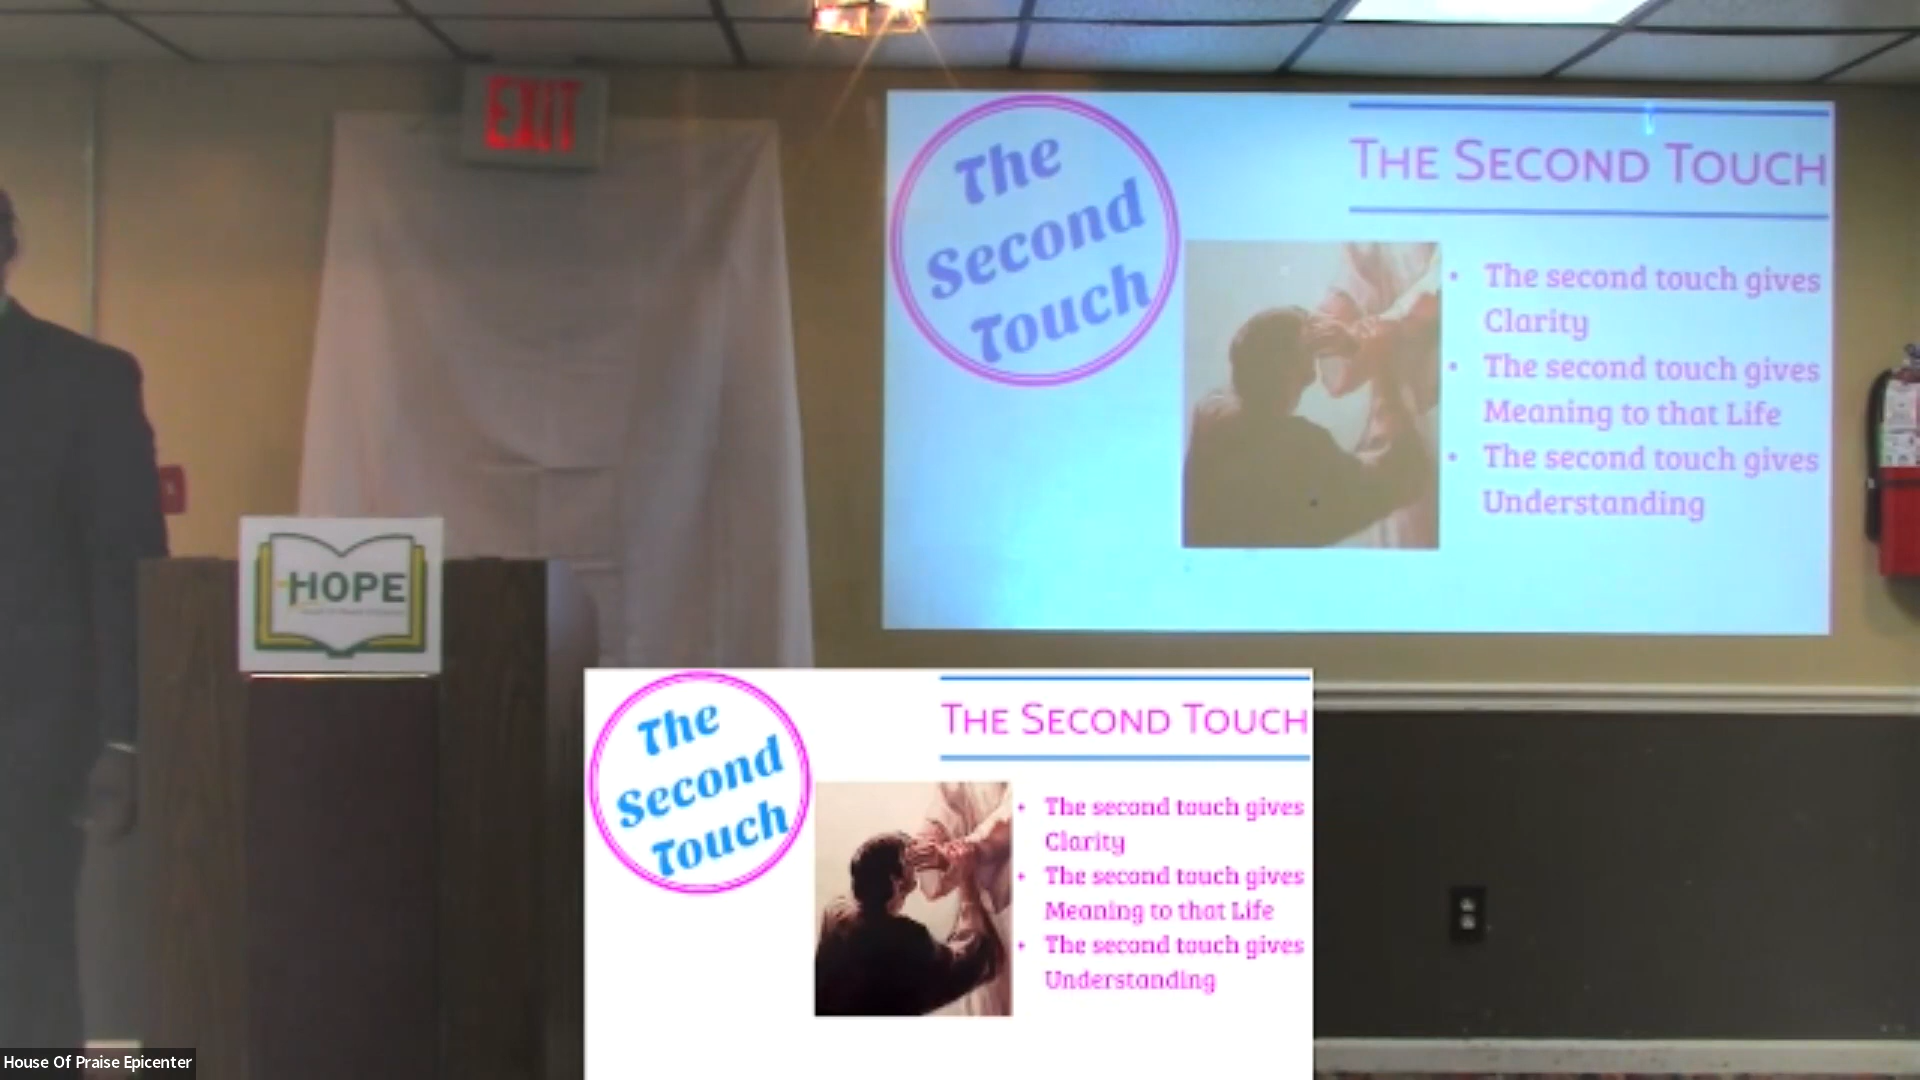 EXIT
The
Second
Touch
THE SECOND TOUCH
• The second touch gives
Clarity
• The second touch gives
Meaning to that Life
• The second touch gives
Understanding
HOPE
The
Second
Touch
THE SECOND TOUCH
• The second touch gives
Clarity
• The second touch gives
Meaning to that Life
• The second touch gives
Understanding
House Of Praise Epicenter